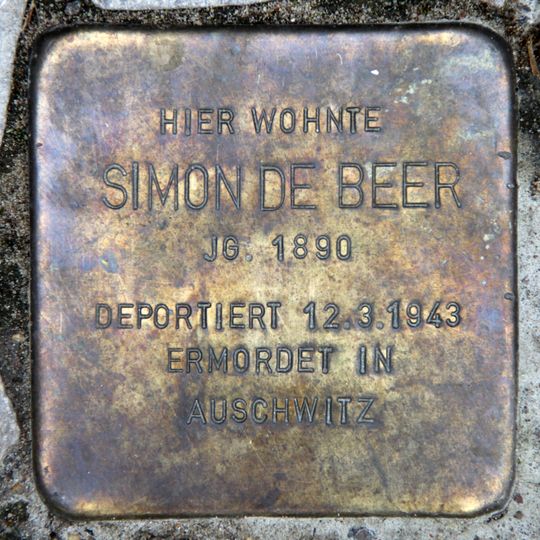 HIER WOHNTE
SIMON DE BEER
JG. 1890
DEPORTIERT 12.3.1943
ERMORDET IN
AUSCHWITZ